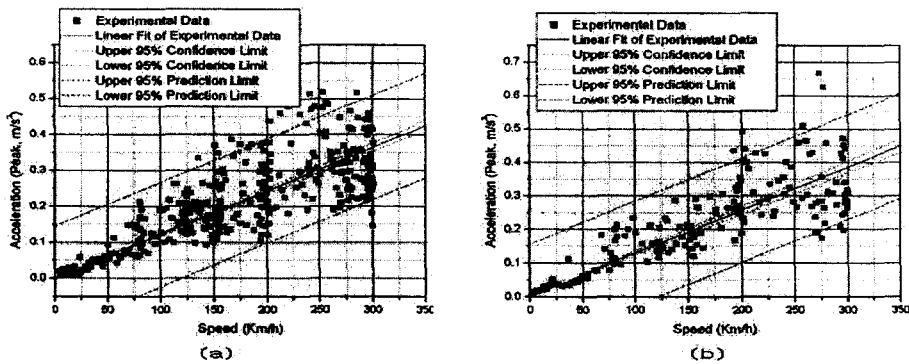 Experimental Data
Linear Fit of Experimental Data
Upper 95% Confidence Limit
Lower 95% Confidence Limit
Upper 95% Prediction Limit
Lower 95% Prediction Limit
Acceleration (Peak, m/s²)
0.4
0.3
0.2
0.1
0.0
0 50 100 150 200 250 300 350
Speed (Km/h)
(a)
Experimental Data
Linear Fit of Experimental Data
Upper 95% Confidence Limit
Lower 95% Confidence Limit
Upper 95% Prediction Limit
Lower 95% Prediction Limit
Acceleration (Peak, m/s²)
0.7
0.6
0.5
0.4
0.3
0.2
0.1
0.0
0 50 100 150 200 250 300 350
Speed (Km/h)
(b)